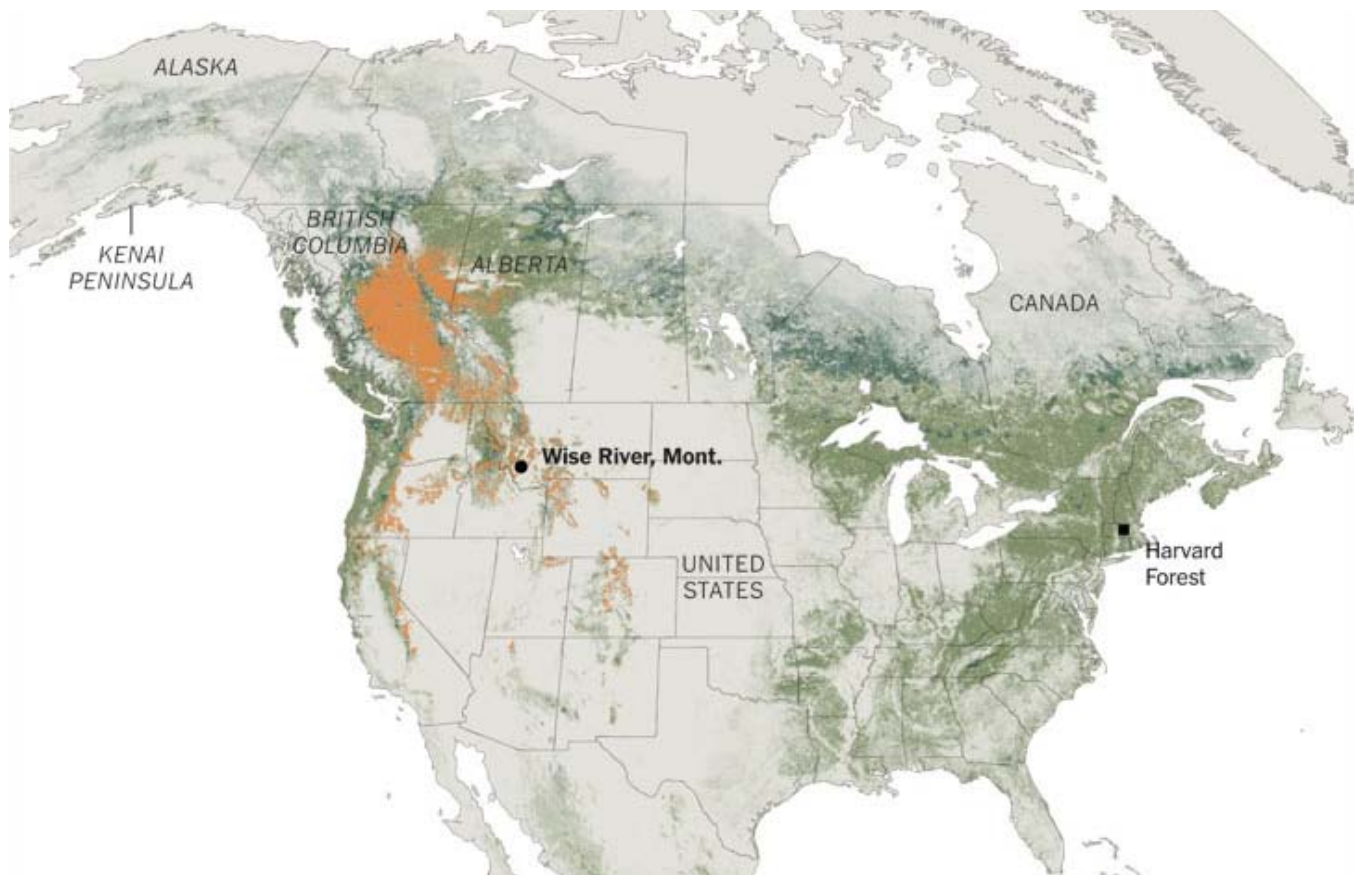 ALASKA
BRITISH
COLUMBIA
KENAI
PENINSULA
ALBERTA
CANADA
Wise River, Mont.
UNITED
STATES
Harvard
Forest